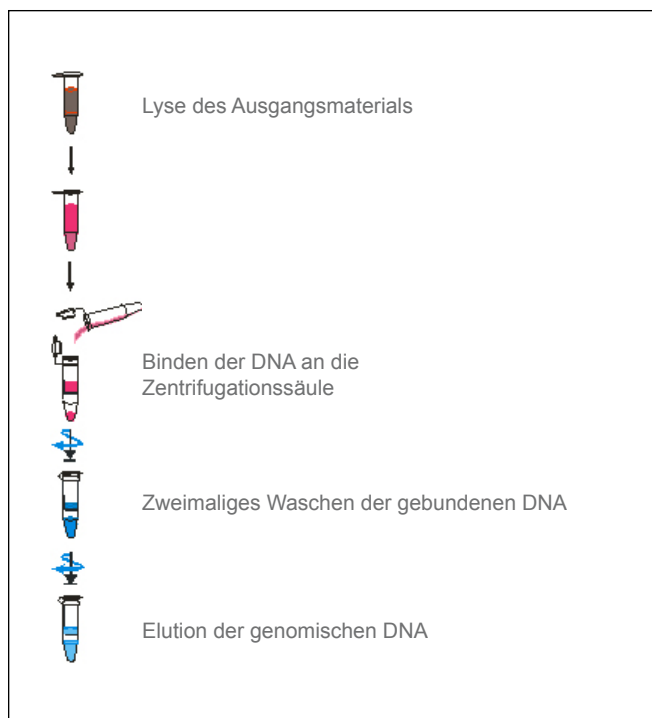 Lyse des Ausgangsmaterials
Binden der DNA an die
Zentrifugationssäule
Zweimaliges Waschen der gebundenen DNA
Elution der genomischen DNA